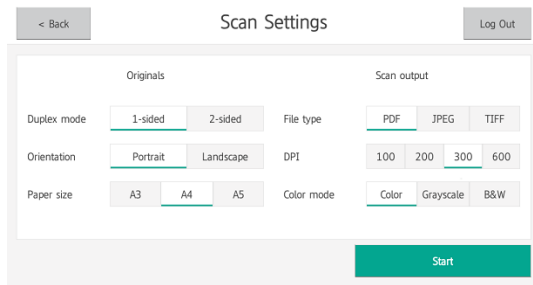 < Back
Scan Settings
Log Out
Originals
Scan output
Duplex mode 1-sided 2-sided
File type PDF JPEG TIFF
Orientation Portrait Landscape
DPI 100 200 300 600
Paper size A3 A4 A5
Color mode Color Grayscale B&W
Start